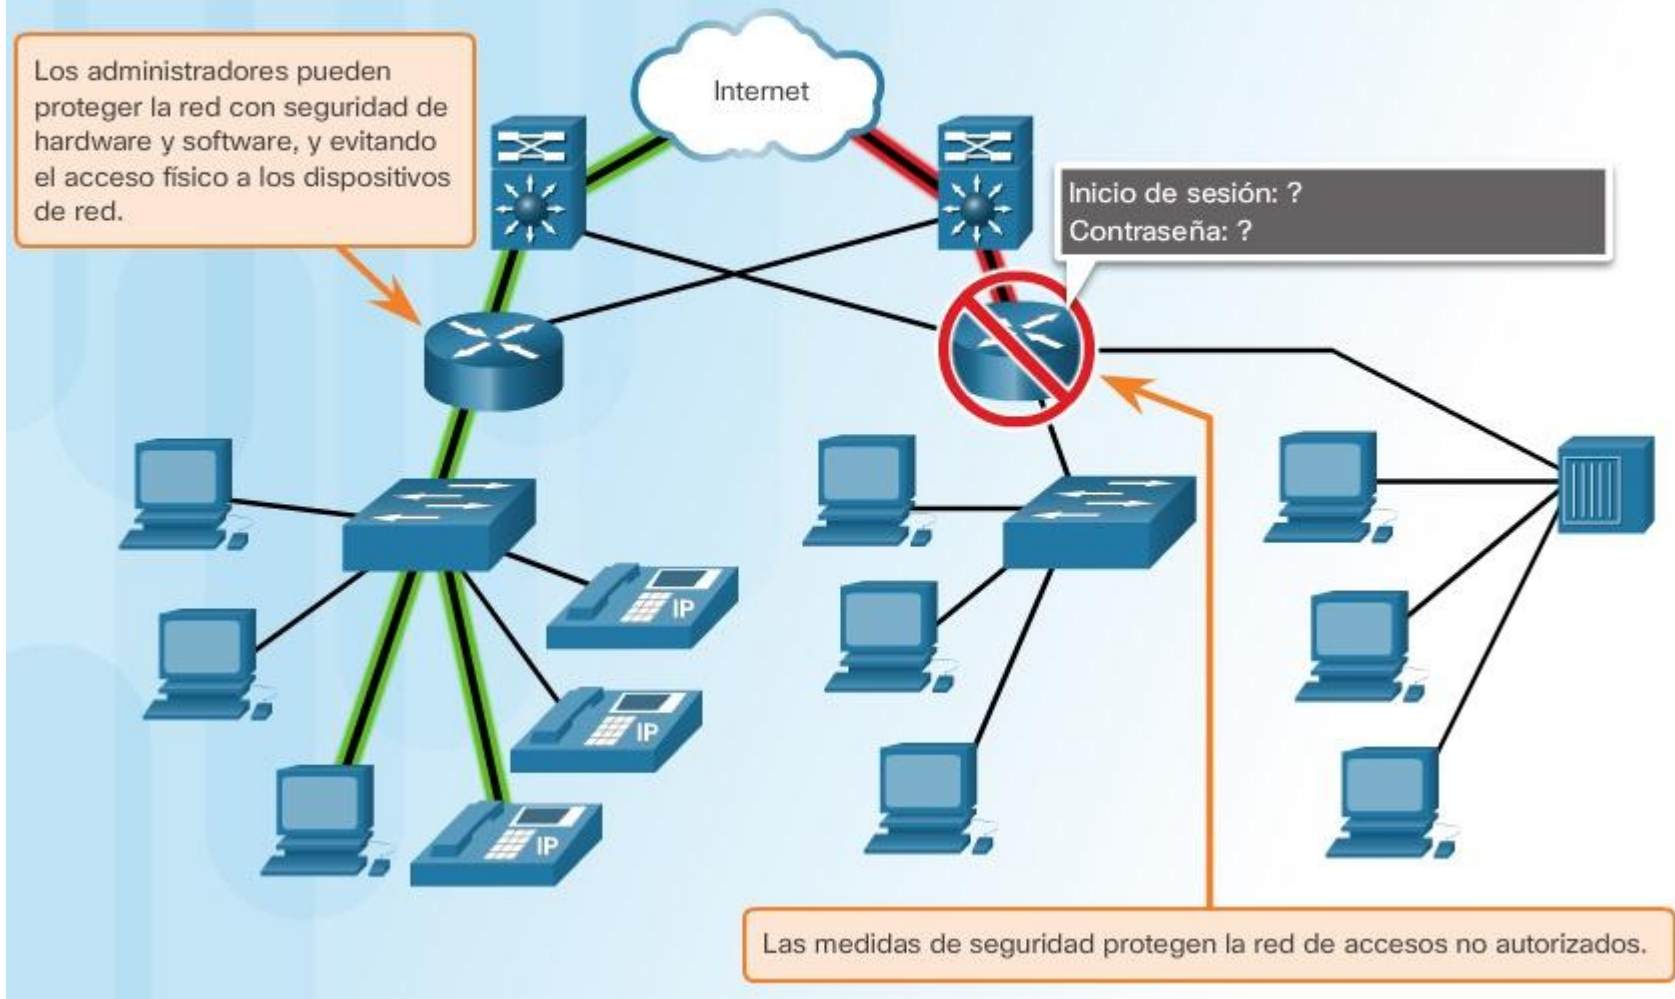 Los administradores pueden
proteger la red con seguridad de
hardware y software, y evitando
el acceso físico a los dispositivos
de red.
Internet
Inicio de sesión: ?
Contraseña: ?
IP
IP
IP
Las medidas de seguridad protegen la red de accesos no autorizados.